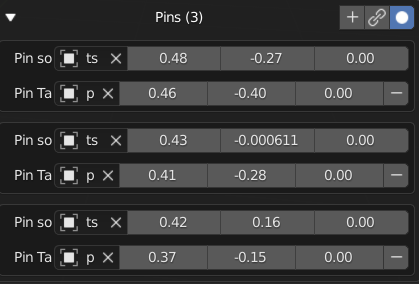 Pins (3)
Pin so ts 0.48 -0.27 0.00
Pin Ta p 0.46 -0.40 0.00
Pin so ts 0.43 -0.000611 0.00
Pin Ta p 0.41 -0.28 0.00
Pin so ts 0.42 0.16 0.00
Pin Ta p 0.37 -0.15 0.00